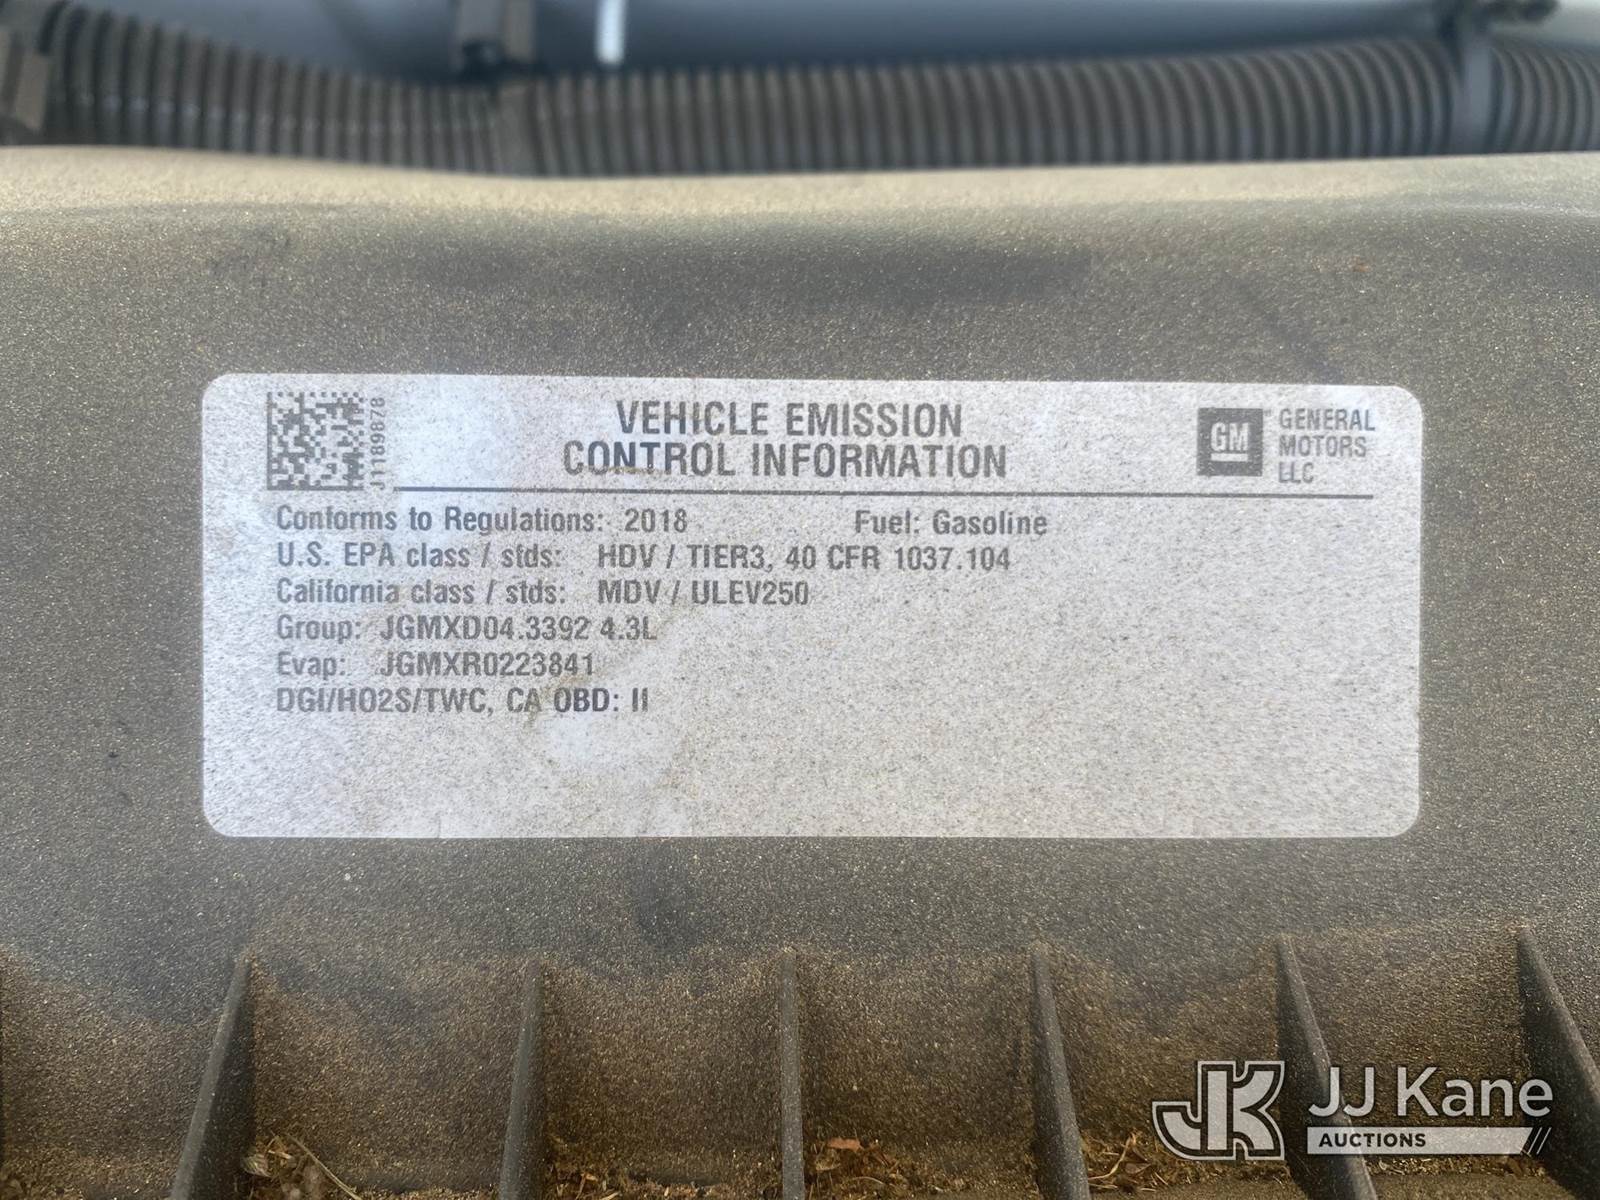 J1189878
VEHICLE EMISSION
CONTROL INFORMATION
GM
GENERAL
MOTORS
LLC
Conforms to Regulations: 2018 Fuel: Gasoline
U.S. EPA class / stds: HDV / TIER3, 40 CFR 1037.104
California class / stds: MDV / ULEV250
Group: JGMXD04.3392 4.3L
Evap: JGMXR0223841
DGI/HO2S/TWC, CA OBD: II
JK
JJ Kane
AUCTIONS